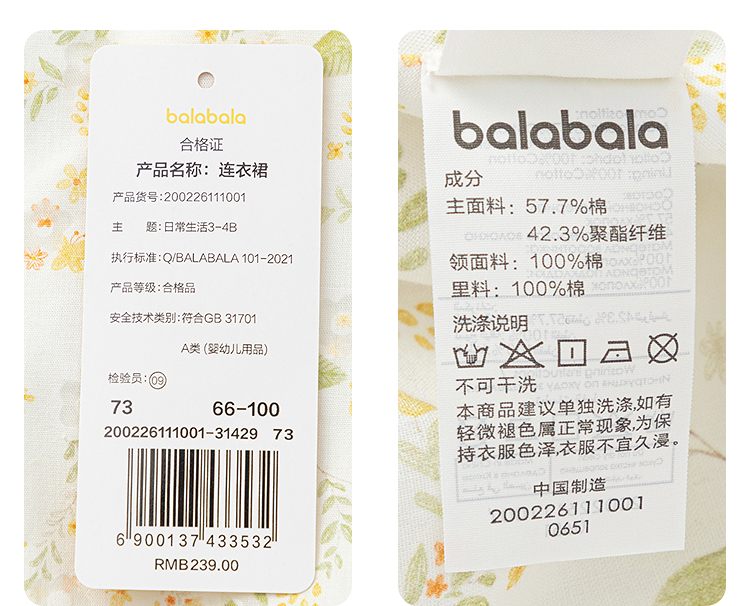 balabala
合格证
产品名称：连衣裙
产品货号：200226111001
主 题：日常生活3-4B
执行标准：Q/BALABALA 101-2021
产品等级：合格品
安全技术类别：符合GB 31701
A类 (婴幼儿用品)
检验员：09
73 66-100
200226111001-31429 73
6 900137 433532
RMB239.00
balabala
成分
主面料：57.7%棉
42.3%聚酯纤维
领面料：100%棉
里料：100%棉
洗涤说明
不可干洗
本商品建议单独洗涤,如有
轻微褪色属正常现象,为保
持衣服色泽,衣服不宜久浸。
中国制造
200226111001
0651